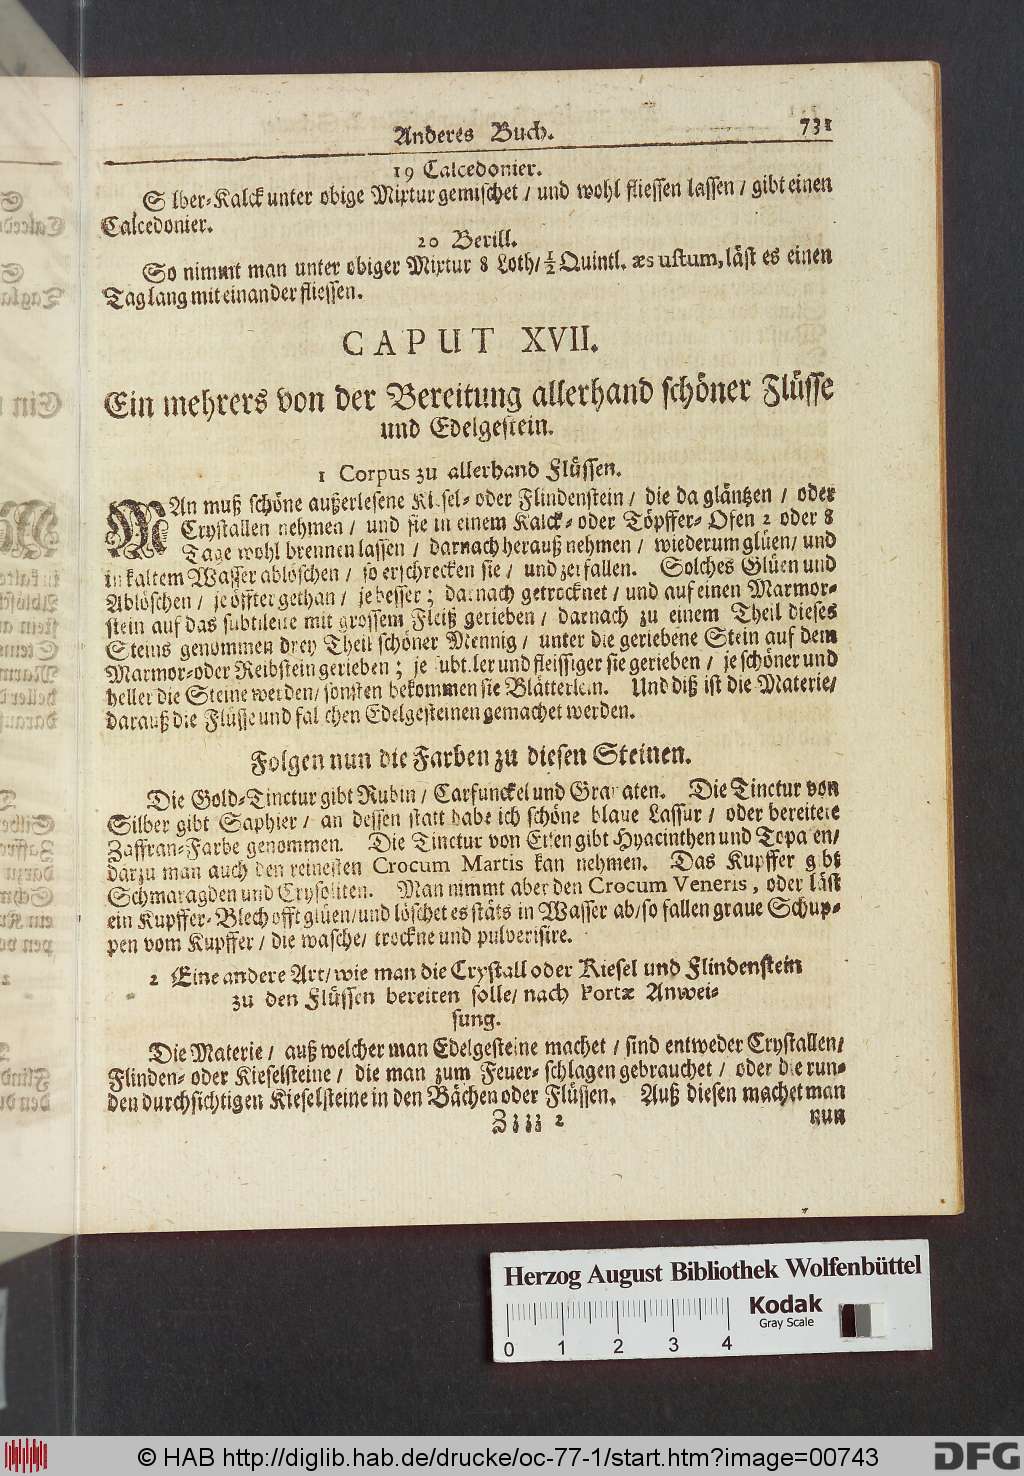 Anderes Buch. 731
19 Calcedonier.
S lber-Kalck unter obige Mixtur gemischet / und wohl fliessen lassen / gibt einen
Calcedonier.
20 Berill.
So nimmt man unter obiger Mixtur 8 Loth / ½ Quintl. æs ustum, läst es einen
Tag lang mit einander fliessen.
CAPUT XVII.
Ein mehrers von der Bereitung allerhand schöner Flüsse
und Edelgestein.
1 Corpus zu allerhand Flüssen.
MAn muß schöne außerlesene Kisel- oder Flindenstein / die da gläntzen / oder
Crystallen nehmen / und sie in einem Kalck- oder Töpffer-Ofen 2 oder 8
Tage wohl brennen lassen / darnach herauß nehmen / wiederum glüen / und
in kaltem Wasser ablöschen / so erschrecken sie / und zerfallen. Solches Glüen und
Ablöschen / je öffter gethan / je besser; darnach getrocknet / und auf einen Marmor-
stein auf das subtileste mit grossem Fleiß gerieben / darnach zu einem Theil dieses
Steins genommen drey Theil schöner Mennig / unter die geriebene Stein auf dem
Marmor-oder Reibstein gerieben; je subtiler und fleissiger sie gerieben / je schöner und
heller die Steine werden / sonsten bekommen sie Blätterlein. Und diß ist die Materie /
darauß die Flüsse und falschen Edelgesteinen gemachet werden.
Folgen nun die Farben zu diesen Steinen.
Die Gold-Tinctur gibt Rubin / Carfunckel und Granaten. Die Tinctur von
Silber gibt Saphier / an dessen statt habe ich schöne blaue Lassur / oder bereitete
Zaffran-Farbe genommen. Die Tinctur von Eisen gibt Hyacinthen und Topasen /
darzu man auch den reinesten Crocum Martis kan nehmen. Das Kupffer gibt
Schmaragden und Crysoliten. Man nimmt aber den Crocum Veneris, oder läst
ein Kupffer-Blech offt glüen / und löschet es stäts in Wasser ab / so fallen graue Schup-
pen vom Kupffer / die wasche / trockne und pulverisire.
2 Eine andere Art / wie man die Crystall oder Kiesel und Flindenstein
zu den Flüssen bereiten solle / nach Portæ Anwei-
sung.
Die Materie / auß welcher man Edelgesteine machet / sind entweder Crystallen /
Flinden- oder Kieselsteine / die man zum Feuer-schlagen gebrauchet / oder die run-
den durchsichtigen Kieselsteine in den Bächen oder Flüssen. Auß diesen machet man
Zzzz 2 nun
Herzog August Bibliothek Wolfenbüttel
Kodak
Gray Scale
0 1 2 3 4
© HAB http://diglib.hab.de/drucke/oc-77-1/start.htm?image=00743
DFG